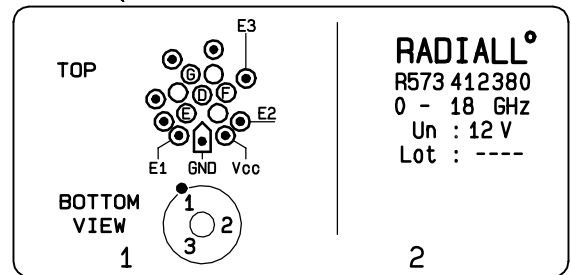 E3
TOP
G
D F
E
E2
E1 GND Vcc
BOTTOM
VIEW
1
2
3
1
RADIALL°
R573 412380
0 - 18 GHz
Un : 12 V
Lot : ----
2